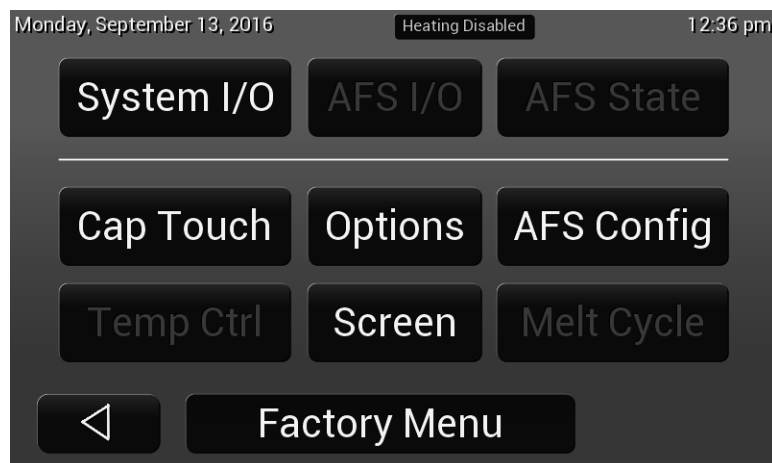 Monday, September 13, 2016 Heating Disabled 12:36 pm
System I/O AFS I/O AFS State
Cap Touch Options AFS Config
Temp Ctrl Screen Melt Cycle
Factory Menu